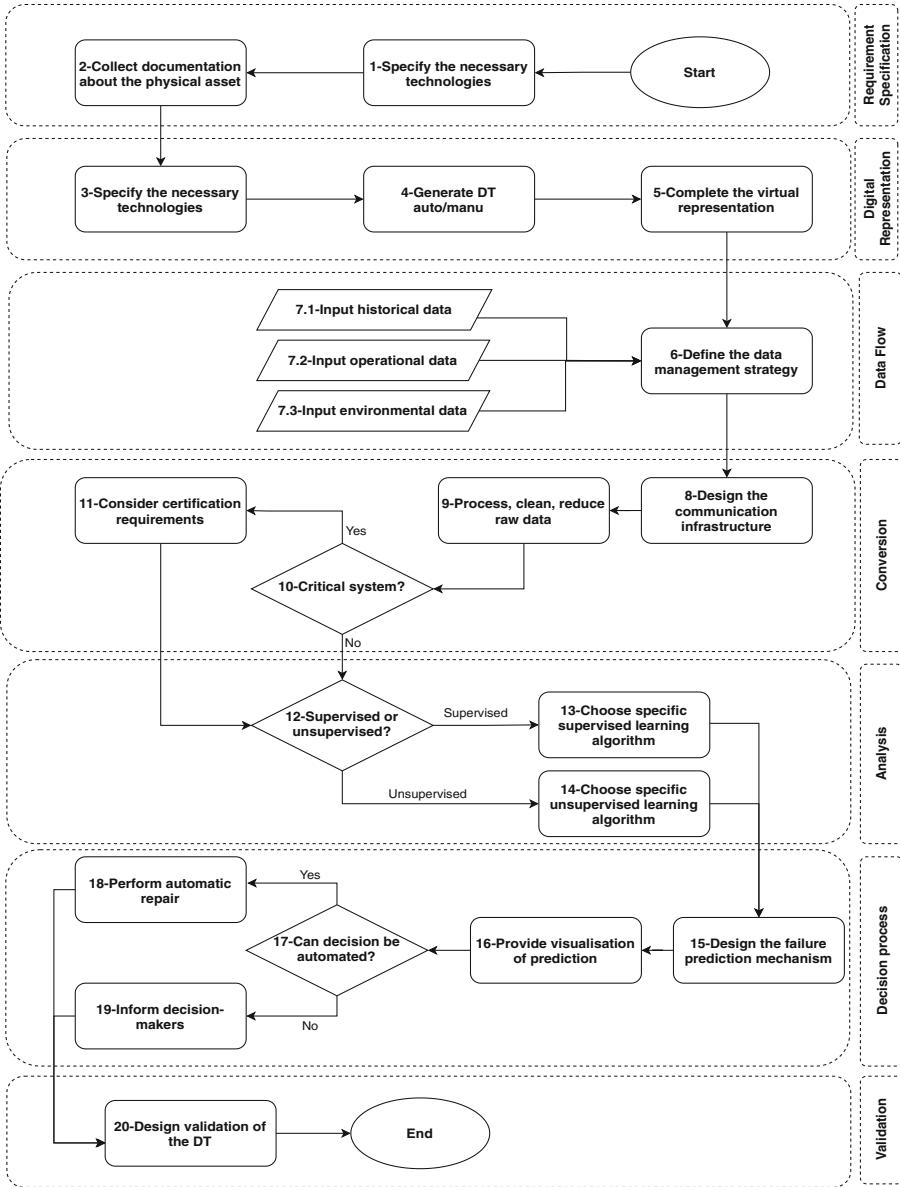 2-Collect documentation
about the physical asset
1-Specify the necessary
technologies
Start
Requirement
Specification
3-Specify the necessary
technologies
4-Generate DT
auto/manu
5-Complete the virtual
representation
Digital
Representation
7.1-Input historical data
7.2-Input operational data
7.3-Input environmental data
6-Define the data
management strategy
Data Flow
11-Consider certification
requirements
9-Process, clean, reduce
raw data
8-Design the
communication
infrastructure
Yes
10-Critical system?
No
Conversion
12-Supervised or
unsupervised?
Supervised
13-Choose specific
supervised learning
algorithm
Unsupervised
14-Choose specific
unsupervised learning
algorithm
Analysis
18-Perform automatic
repair
Yes
17-Can decision be
automated?
16-Provide visualisation
of prediction
15-Design the failure
prediction mechanism
19-Inform decision-
makers
No
Decision process
20-Design validation of
the DT
End
Validation